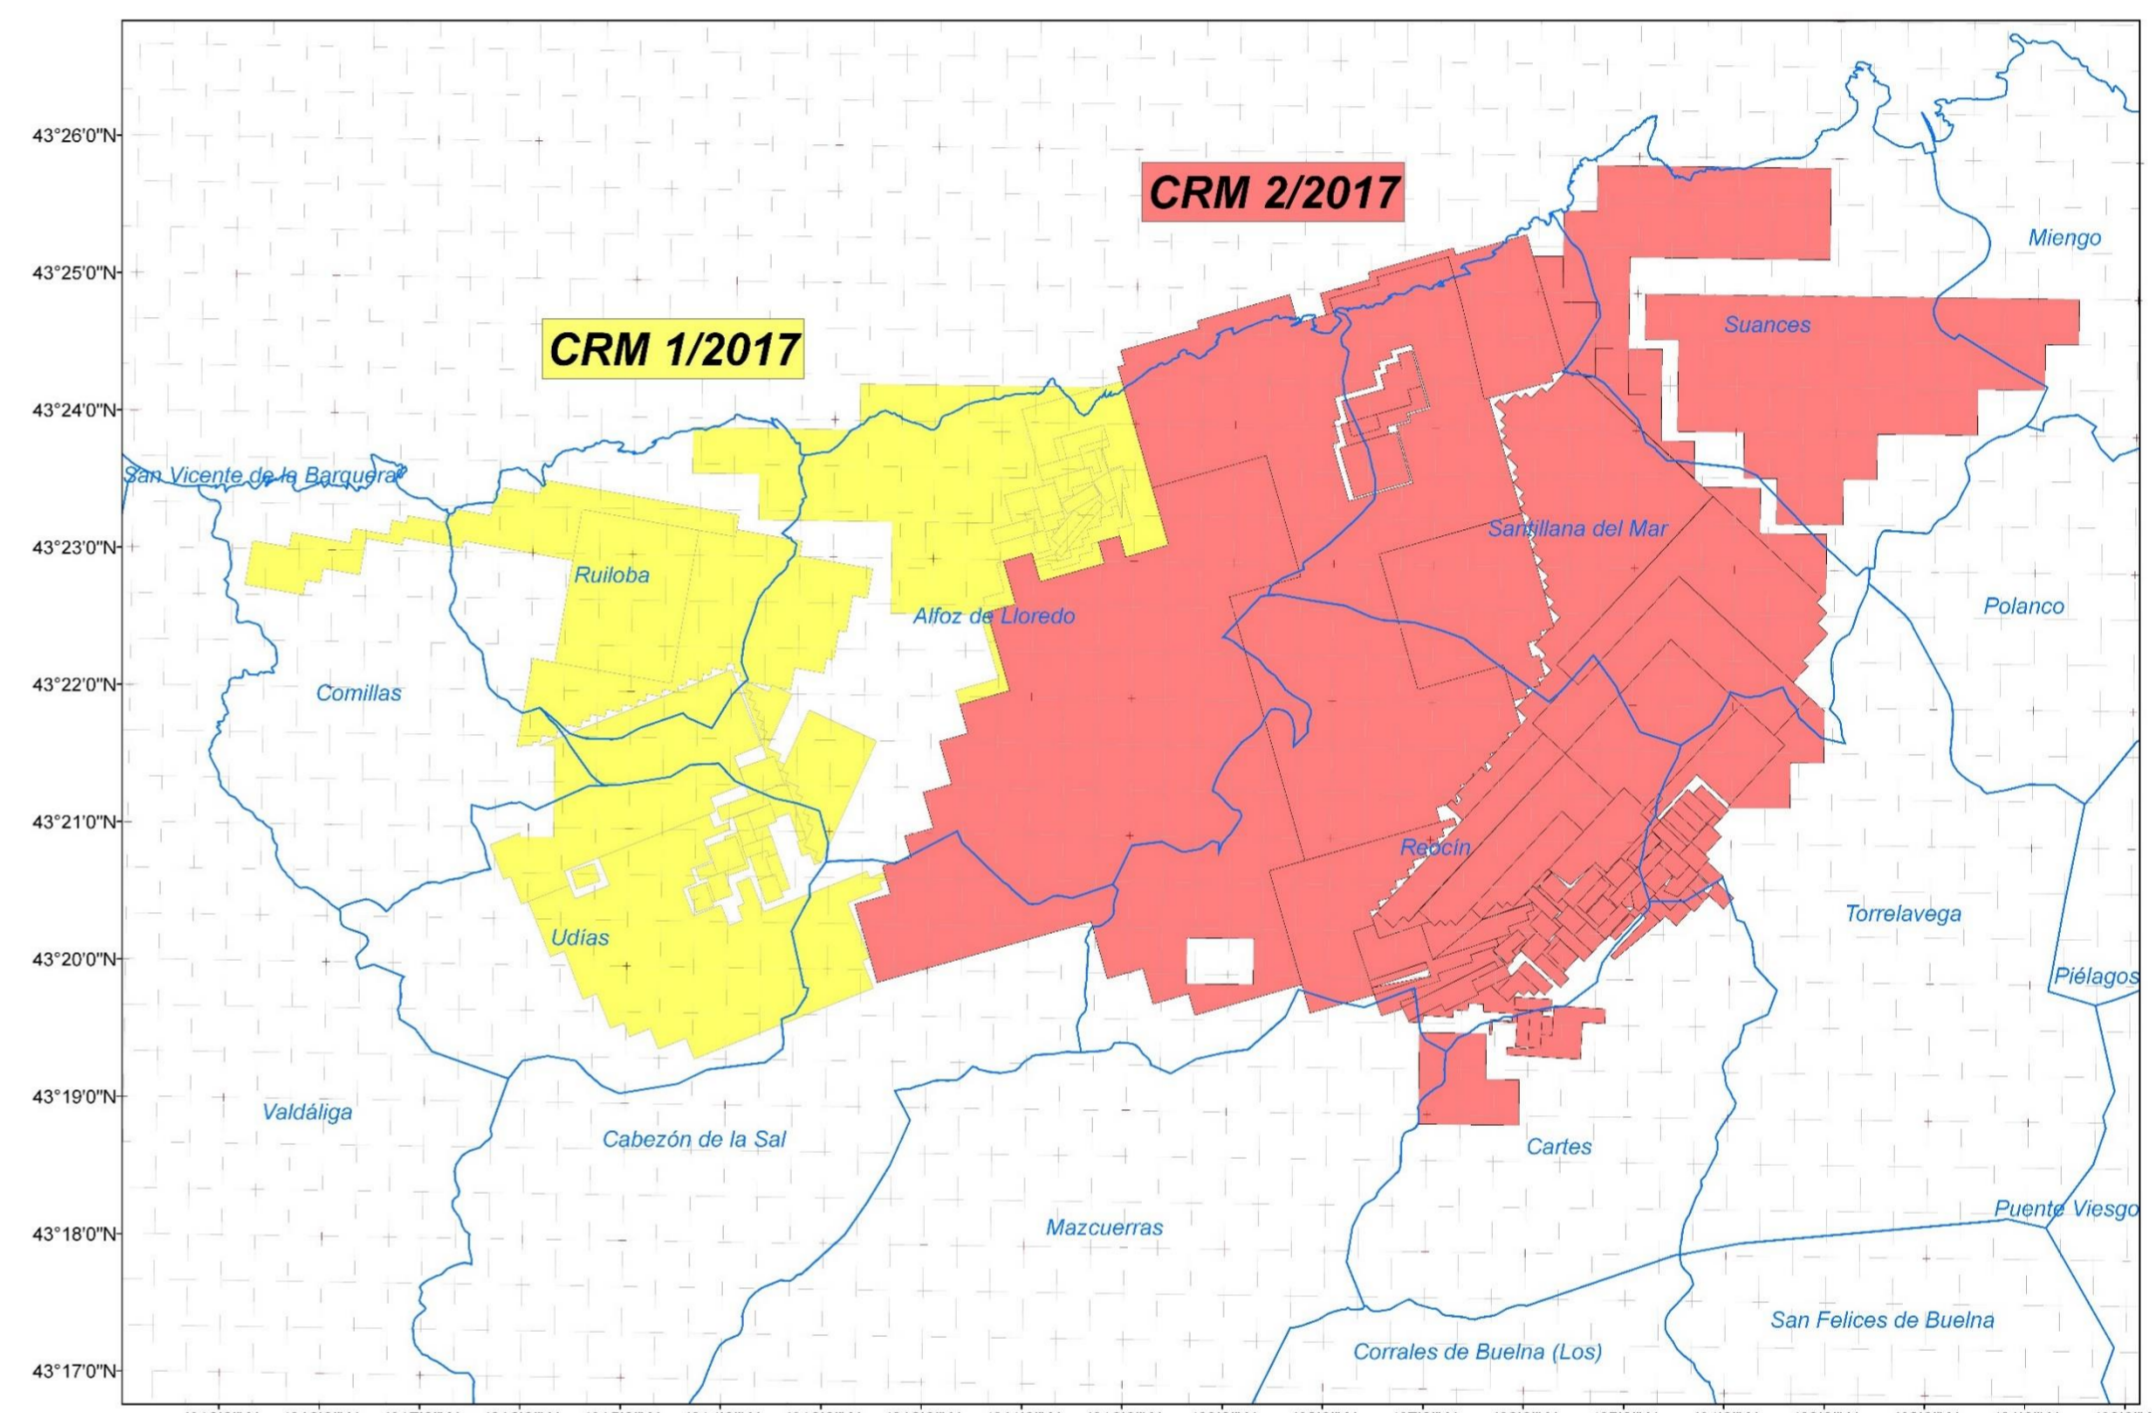 43°26'0"N
CRM 2/2017
Miengo
43°25'0"N
CRM 1/2017
Suances
43°24'0"N
San Vicente de la Barquera
Santillana del Mar
43°23'0"N
Ruiloba
Alfoz de Lloredo
Polanco
43°22'0"N
Comillas
43°21'0"N
Reocín
Torrelavega
Udías
43°20'0"N
Piélagos
43°19'0"N
Valdáliga
Cabezón de la Sal
Cartes
Puente Viesgo
Mazcuerras
43°18'0"N
San Felices de Buelna
Corrales de Buelna (Los)
43°17'0"N